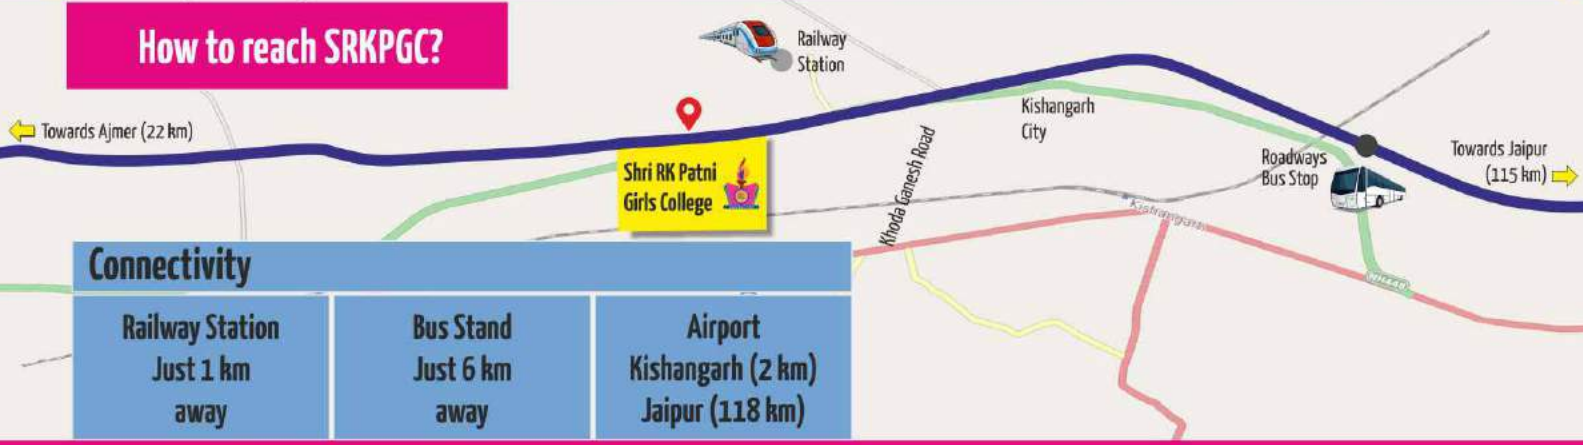 How to reach SRKPGC?
Railway
Station
Towards Ajmer (22 km)
Kishangarh
City
Khoda Ganesh Road
Roadways
Bus Stop
Towards Jaipur
(115 km)
Shri RK Patni
Girls College
Kishangarh
NH448
Connectivity
Railway Station
Just 1 km
away
Bus Stand
Just 6 km
away
Airport
Kishangarh (2 km)
Jaipur (118 km)